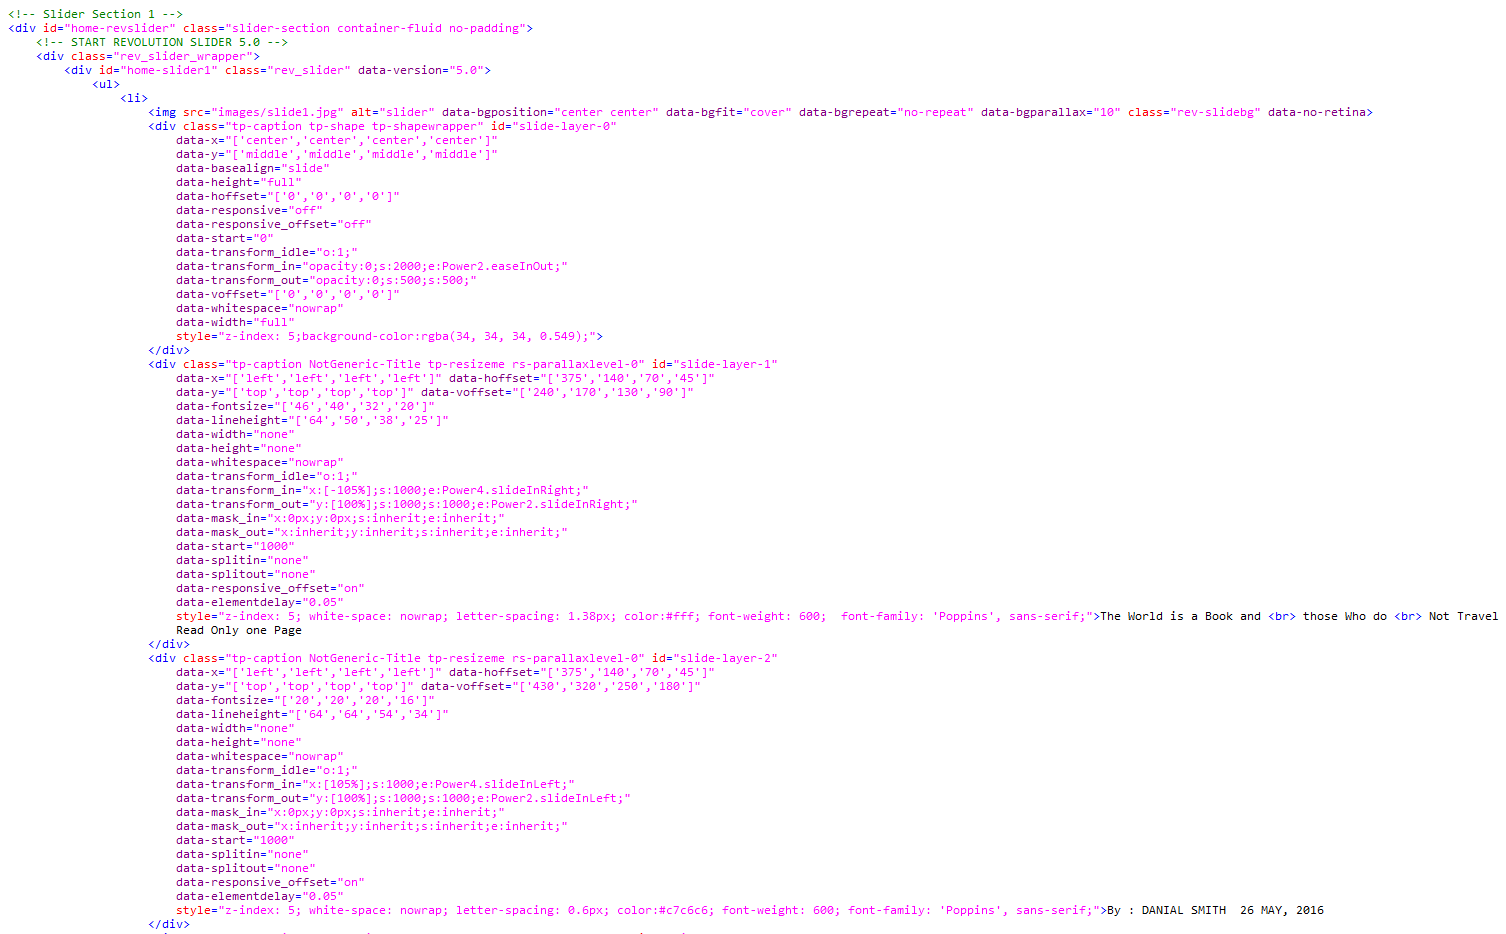 <!-- Slider Section 1 -->
<div id="home-revslider" class="slider-section container-fluid no-padding">
<!-- START REVOLUTION SLIDER 5.0 -->
<div class="rev_slider_wrapper">
<div id="home-slider1" class="rev_slider" data-version="5.0">
<ul>
<li>
<img src="images/slide1.jpg" alt="slider" data-bgposition="center center" data-bgfit="cover" data-bgrepeat="no-repeat" data-bgparallax="10" class="rev-slidebg" data-no-retina>
<div class="tp-caption tp-shape tp-shapewrapper" id="slide-layer-0"
data-x="['center','center','center','center']"
data-y="['middle','middle','middle','middle']"
data-basealign="slide"
data-height="full"
data-hoffset="['0','0','0','0']"
data-responsive="off"
data-responsive_offset="off"
data-start="0"
data-transform_idle="o:1;"
data-transform_in="opacity:0;s:2000;e:Power2.easeInOut;"
data-transform_out="opacity:0;s:500;s:500;"
data-voffset="['0','0','0','0']"
data-whitespace="nowrap"
data-width="full"
style="z-index: 5;background-color:rgba(34, 34, 34, 0.549);">
</div>
<div class="tp-caption NotGeneric-Title tp-resizeme rs-parallaxlevel-0" id="slide-layer-1"
data-x="['left','left','left','left']" data-hoffset="['375','140','70','45']"
data-y="['top','top','top','top']" data-voffset="['240','170','130','90']"
data-fontsize="['46','40','32','20']"
data-lineheight="['64','50','38','25']"
data-width="none"
data-height="none"
data-whitespace="nowrap"
data-transform_idle="o:1;"
data-transform_in="x:[-105%];s:1000;e:Power4.slideInRight;"
data-transform_out="y:[100%];s:1000;s:1000;e:Power2.slideInRight;"
data-mask_in="x:0px;y:0px;s:inherit;e:inherit;"
data-mask_out="x:inherit;y:inherit;s:inherit;e:inherit;"
data-start="1000"
data-splitin="none"
data-splitout="none"
data-responsive_offset="on"
data-elementdelay="0.05"
style="z-index: 5; white-space: nowrap; letter-spacing: 1.38px; color:#fff; font-weight: 600;  font-family: 'Poppins', sans-serif;">The World is a Book and <br> those Who do <br> Not Travel
Read Only one Page
</div>
<div class="tp-caption NotGeneric-Title tp-resizeme rs-parallaxlevel-0" id="slide-layer-2"
data-x="['left','left','left','left']" data-hoffset="['375','140','70','45']"
data-y="['top','top','top','top']" data-voffset="['430','320','250','180']"
data-fontsize="['20','20','20','16']"
data-lineheight="['64','64','54','34']"
data-width="none"
data-height="none"
data-whitespace="nowrap"
data-transform_idle="o:1;"
data-transform_in="x:[105%];s:1000;e:Power4.slideInLeft;"
data-transform_out="y:[100%];s:1000;s:1000;e:Power2.slideInLeft;"
data-mask_in="x:0px;y:0px;s:inherit;e:inherit;"
data-mask_out="x:inherit;y:inherit;s:inherit;e:inherit;"
data-start="1000"
data-splitin="none"
data-splitout="none"
data-responsive_offset="on"
data-elementdelay="0.05"
style="z-index: 5; white-space: nowrap; letter-spacing: 0.6px; color:#c7c6c6; font-weight: 600; font-family: 'Poppins', sans-serif;">By : DANIAL SMITH  26 MAY, 2016
</div>